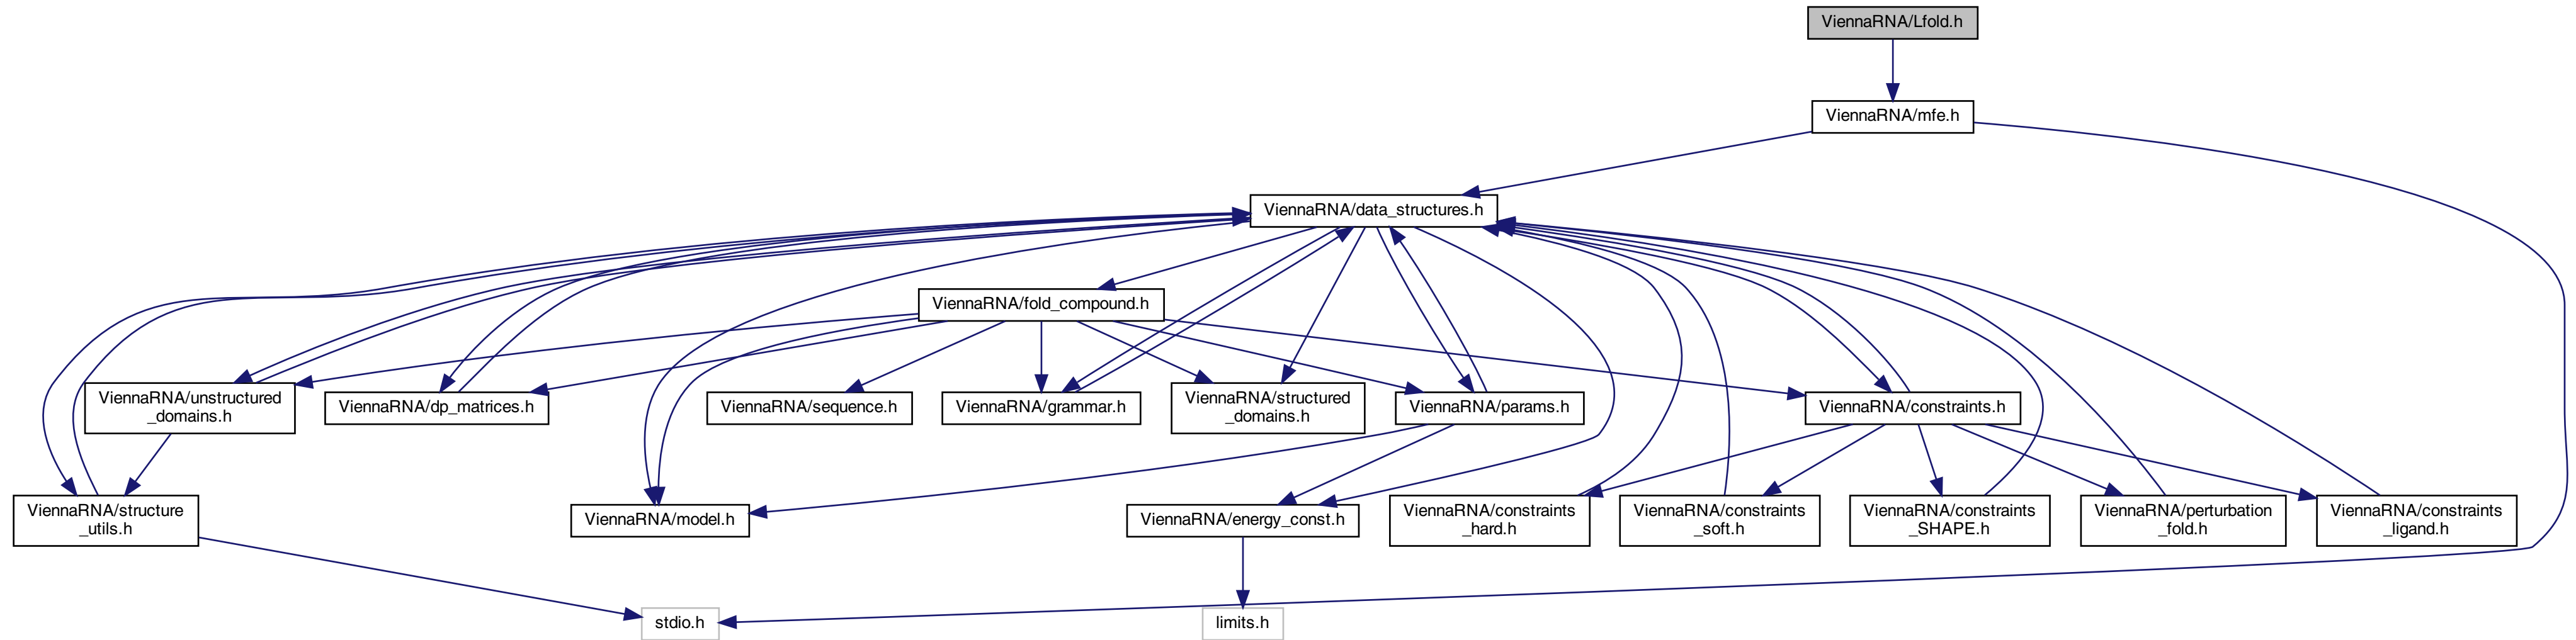 ViennaRNA/Lfold.h
ViennaRNA/mfe.h
ViennaRNA/data_structures.h
ViennaRNA/fold_compound.h
ViennaRNA/unstructured
_domains.h
ViennaRNA/dp_matrices.h
ViennaRNA/sequence.h
ViennaRNA/grammar.h
ViennaRNA/structured
_domains.h
ViennaRNA/params.h
ViennaRNA/constraints.h
ViennaRNA/structure
_utils.h
ViennaRNA/model.h
ViennaRNA/energy_const.h
ViennaRNA/constraints
_hard.h
ViennaRNA/constraints
_soft.h
ViennaRNA/constraints
_SHAPE.h
ViennaRNA/perturbation
_fold.h
ViennaRNA/constraints
_ligand.h
stdio.h
limits.h